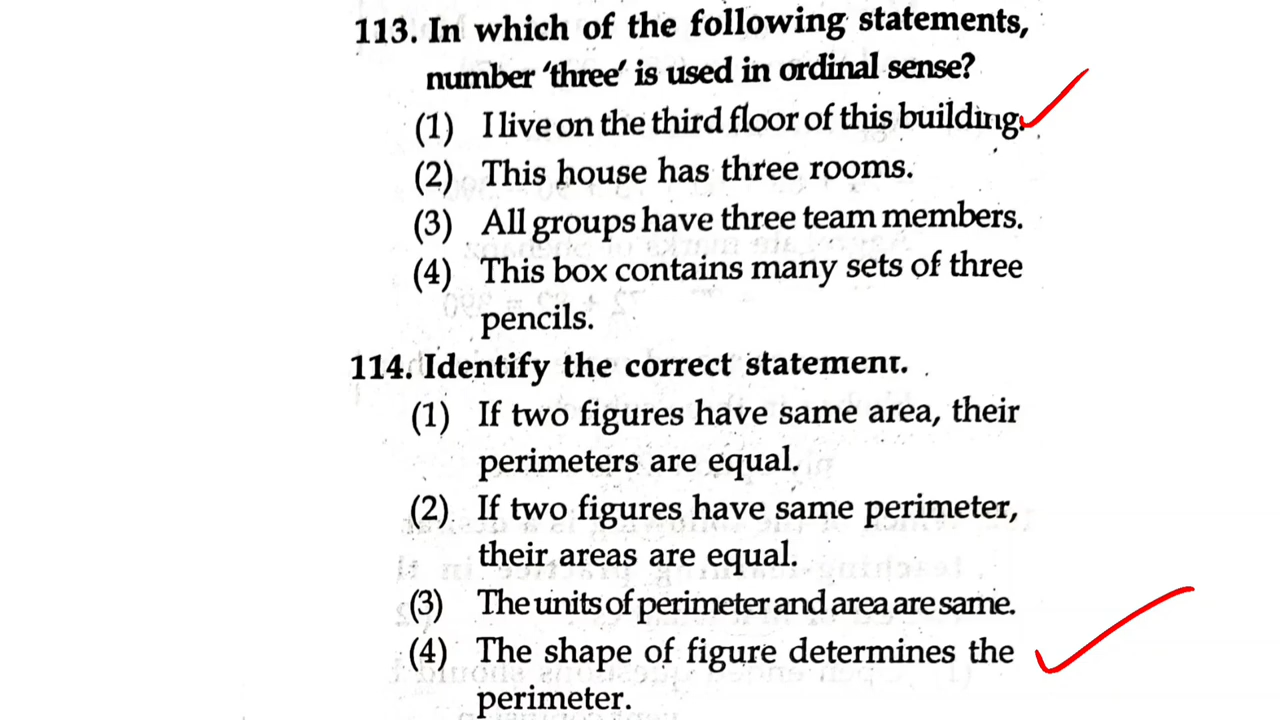 113. In which of the following statements,
number 'three' is used in ordinal sense?
(1) I live on the third floor of this building.
(2) This house has three rooms.
(3) All groups have three team members.
(4) This box contains many sets of three
pencils.
114. Identify the correct statement.
(1) If two figures have same area, their
perimeters are equal.
(2) If two figures have same perimeter,
their areas are equal.
(3) The units of perimeter and area are same.
(4) The shape of figure determines the
perimeter.